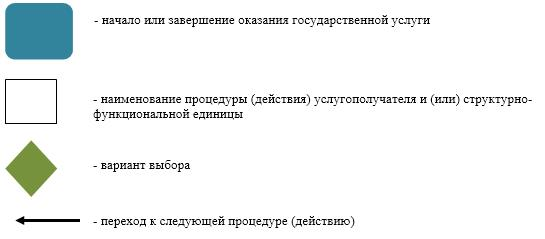 - начало или завершение оказания государственной услуги
- наименование процедуры (действия) услугополучателя и (или) структурно-
функциональной единицы
- вариант выбора
- переход к следующей процедуре (действию)